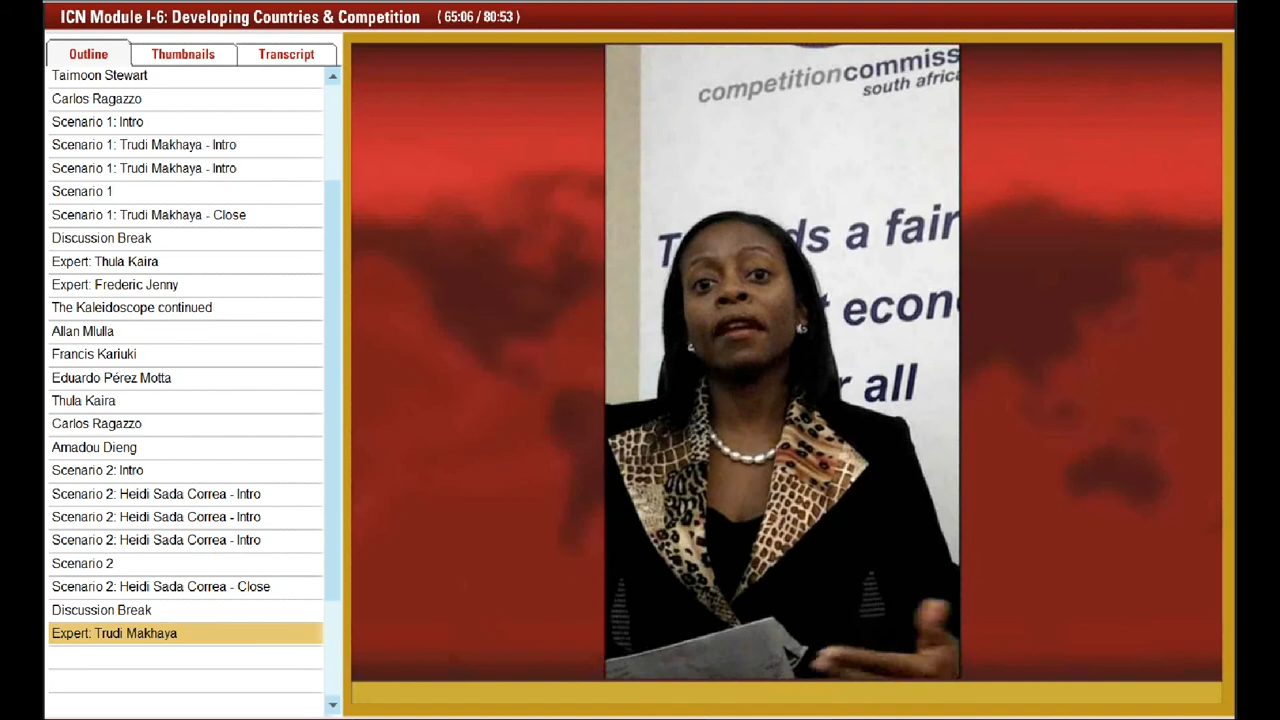 ICN Module I-6: Developing Countries & Competition ( 65:06 / 80:53 )
Outline
Thumbnails
Transcript
Taimoon Stewart
Carlos Ragazzo
Scenario 1: Intro
Scenario 1: Trudi Makhaya - Intro
Scenario 1: Trudi Makhaya - Intro
Scenario 1
Scenario 1: Trudi Makhaya - Close
Discussion Break
Expert: Thula Kaira
Expert: Frederic Jenny
The Kaleidoscope continued
Allan Mlulla
Francis Kariuki
Eduardo Pérez Motta
Thula Kaira
Carlos Ragazzo
Amadou Dieng
Scenario 2: Intro
Scenario 2: Heidi Sada Correa - Intro
Scenario 2: Heidi Sada Correa - Intro
Scenario 2: Heidi Sada Correa - Intro
Scenario 2
Scenario 2: Heidi Sada Correa - Close
Discussion Break
Expert: Trudi Makhaya
competitioncommiss
south africa
a fair
econ
all